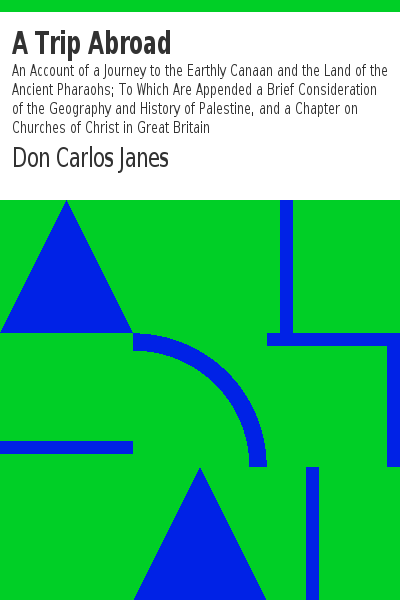 A Trip Abroad
An Account of a Journey to the Earthly Canaan and the Land of the
Ancient Pharaohs; To Which Are Appended a Brief Consideration
of the Geography and History of Palestine, and a Chapter on
Churches of Christ in Great Britain
Don Carlos Janes